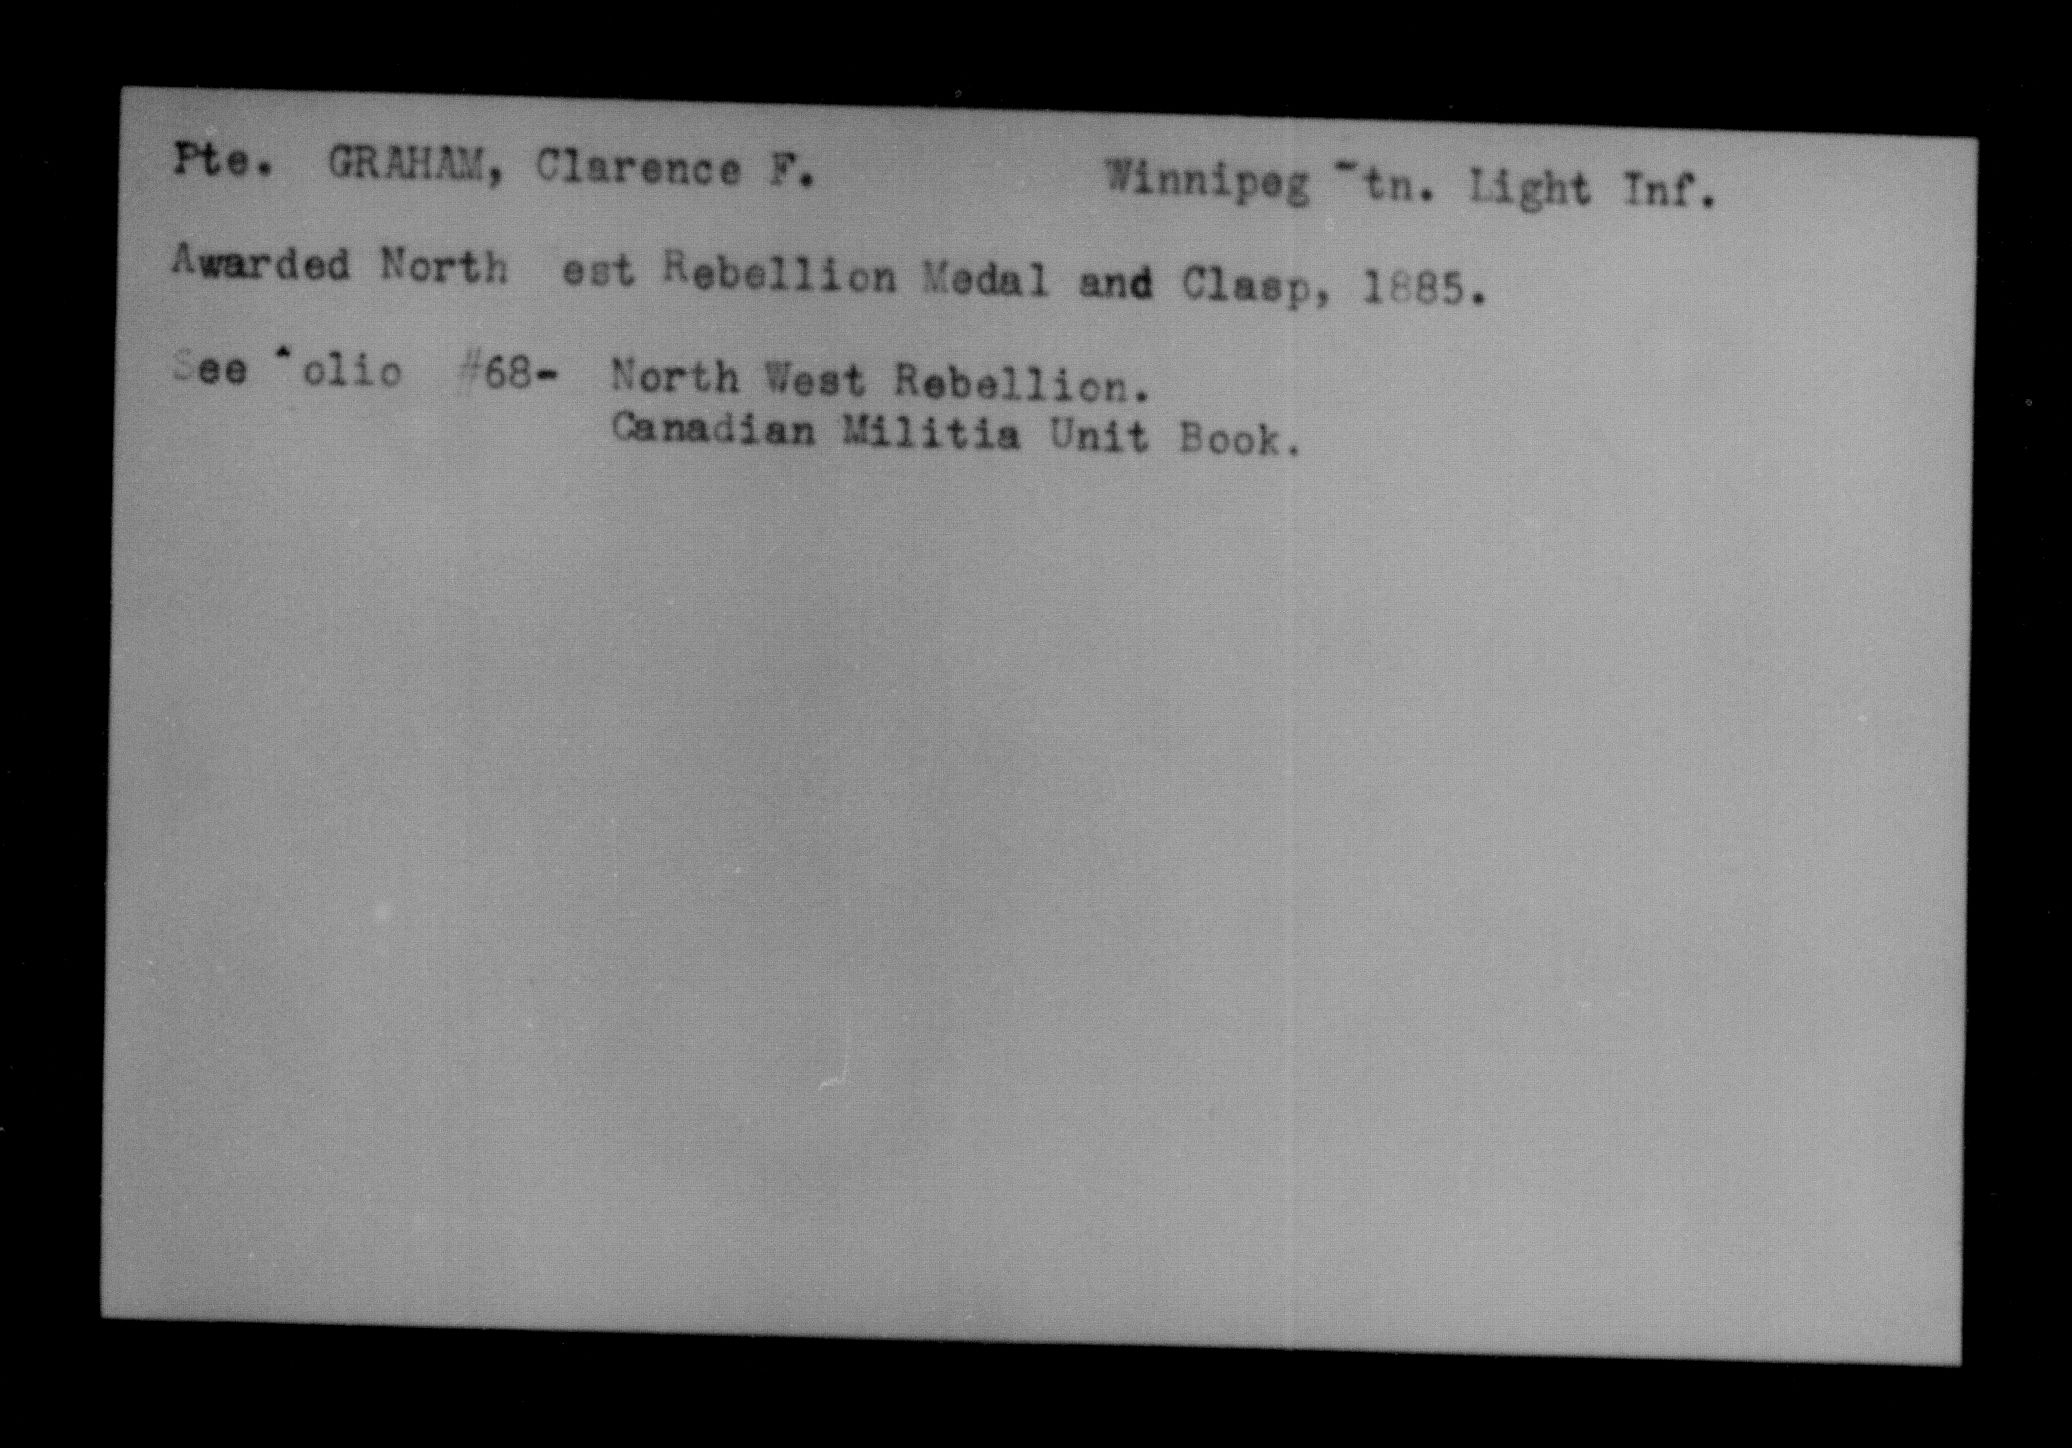 Pte. GRAHAM, Clarence F. Winnipeg tn. Light Inf.
Awarded North est Rebellion Medal and Clasp, 1885.
See olio #68- North West Rebellion.
Canadian Militia Unit Book.